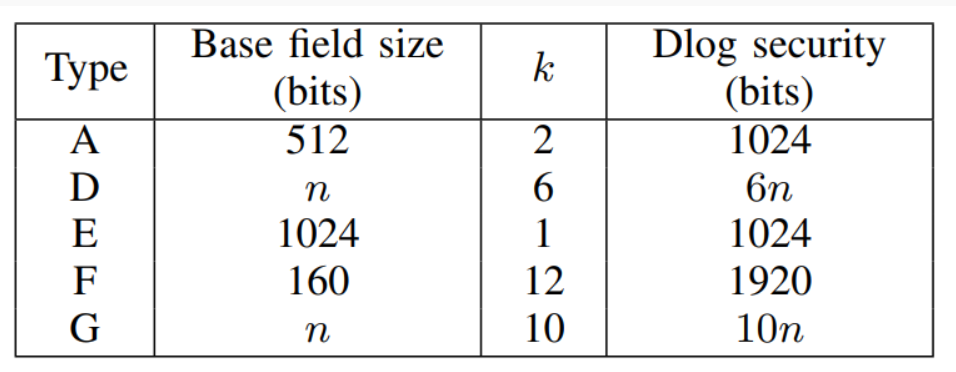 Type Base field size (bits) k Dlog security (bits)
A 512 2 1024
D n 6 6n
E 1024 1 1024
F 160 12 1920
G n 10 10n